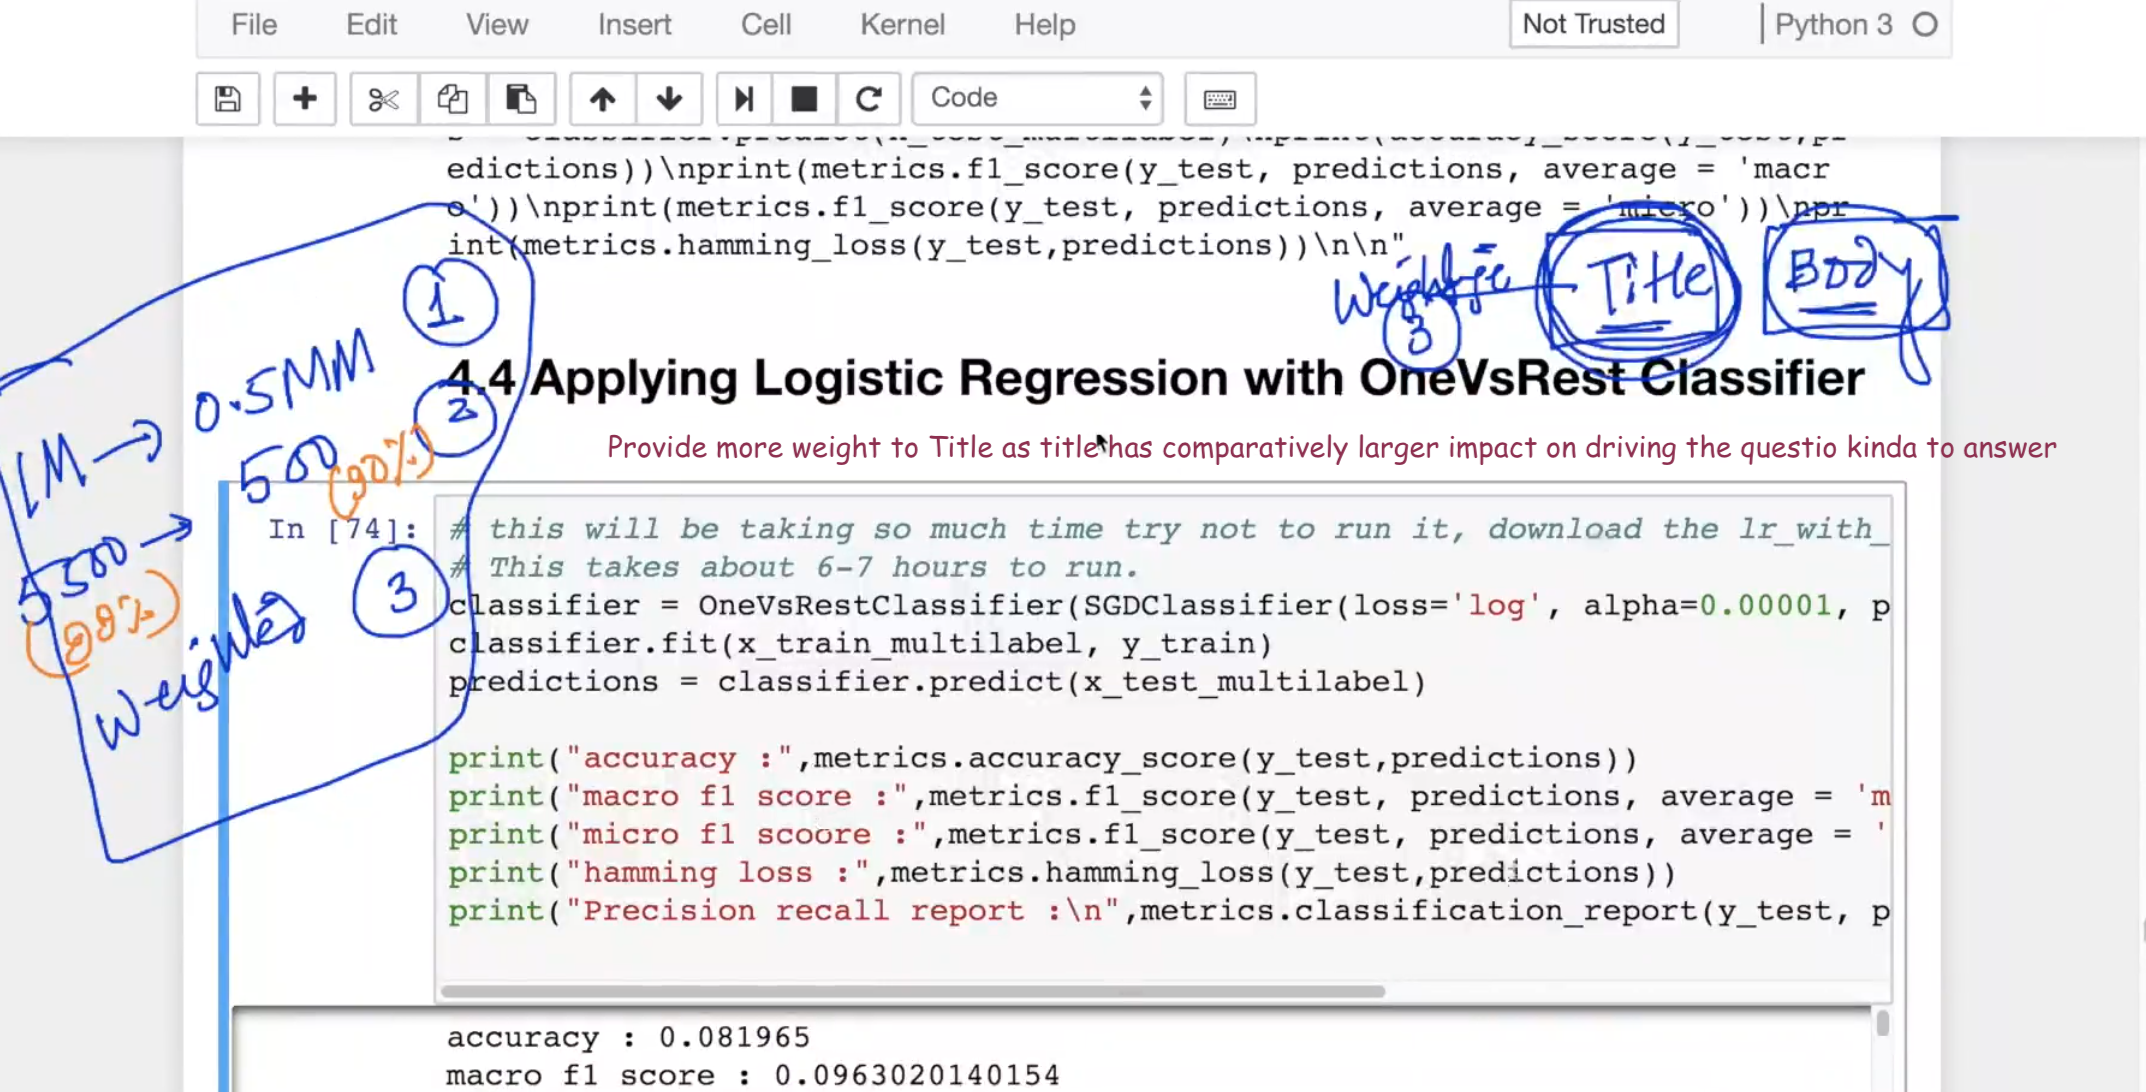 File Edit View Insert Cell Kernel Help Not Trusted Python 3
Code
edictions))\nprint(metrics.f1_score(y_test, predictions, average = 'macr
o'))\nprint(metrics.f1_score(y_test, predictions, average = 'micro'))\npr
int(metrics.hamming_loss(y_test,predictions))\n\n"
Weightage Title Body
3
1
1M → 0.5MM
4.4 Applying Logistic Regression with OneVsRest Classifier
2
Provide more weight to Title as title has comparatively larger impact on driving the questio kinda to answer
5500 → 500
(90%)
In [74]:
# this will be taking so much time try not to run it, download the lr_with_
# This takes about 6-7 hours to run.
3
Weighted
classifier = OneVsRestClassifier(SGDClassifier(loss='log', alpha=0.00001, p
classifier.fit(x_train_multilabel, y_train)
predictions = classifier.predict(x_test_multilabel)
print("accuracy :",metrics.accuracy_score(y_test,predictions))
print("macro f1 score :",metrics.f1_score(y_test, predictions, average = 'm
print("micro f1 scoore :",metrics.f1_score(y_test, predictions, average = '
print("hamming loss :",metrics.hamming_loss(y_test,predictions))
print("Precision recall report :\n",metrics.classification_report(y_test, p
accuracy : 0.081965
macro f1 score : 0.0963020140154